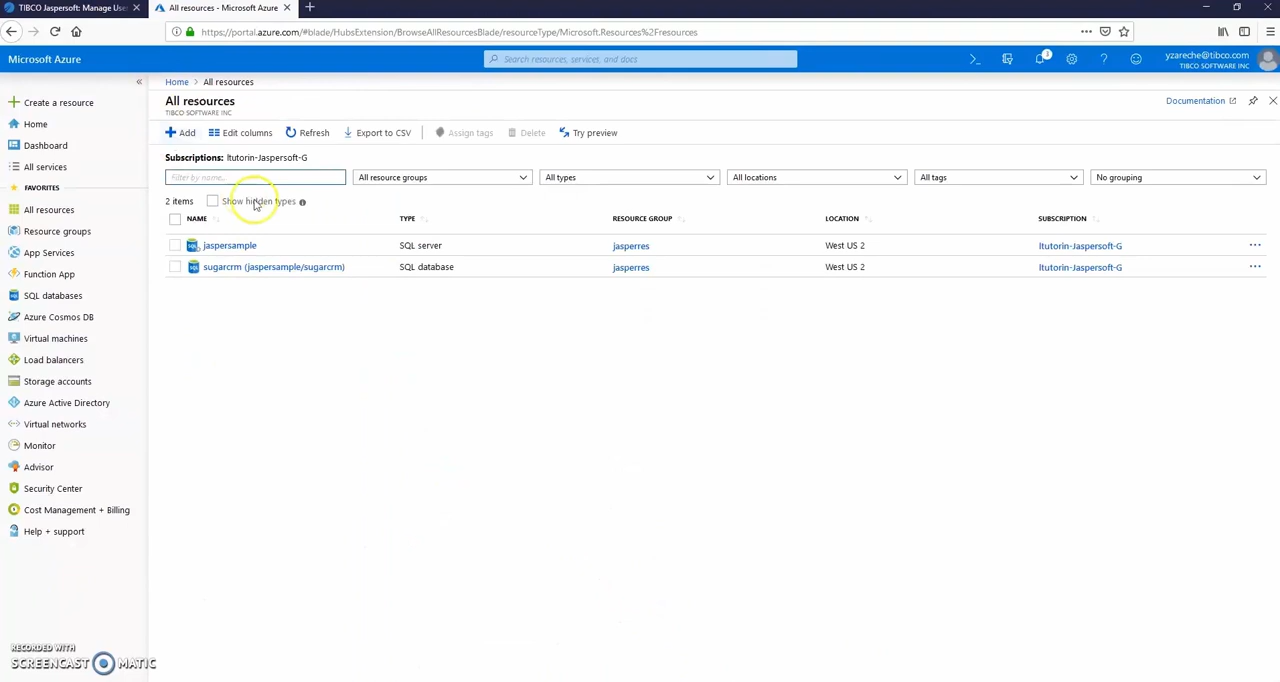 TIBCO Jaspersoft: Manage Use
All resources - Microsoft Azure
https://portal.azure.com/#blade/HubsExtension/BrowseAllResourcesBlade/resourceType/Microsoft.Resources%2Fresources
Microsoft Azure
Search resources, services, and docs
yzareche@tibco.com
TIBCO SOFTWARE INC
Create a resource
Home
Dashboard
All services
FAVORITES
All resources
Resource groups
App Services
Function App
SQL databases
Azure Cosmos DB
Virtual machines
Load balancers
Storage accounts
Azure Active Directory
Virtual networks
Monitor
Advisor
Security Center
Cost Management + Billing
Help + support
Home All resources
All resources
TIBCO SOFTWARE INC
Documentation
Add Edit columns Refresh Export to CSV Assign tags Delete Try preview
Subscriptions: Itutorin-Jaspersoft-G
Filter by name... All resource groups All types All locations All tags No grouping
2 items Show hidden types
NAME TYPE RESOURCE GROUP LOCATION SUBSCRIPTION
jaspersample SQL server jasperres West US 2 Itutorin-Jaspersoft-G
sugarcrm (jaspersample/sugarcrm) SQL database jasperres West US 2 Itutorin-Jaspersoft-G
RECORDED WITH
SCREENCAST MATIC